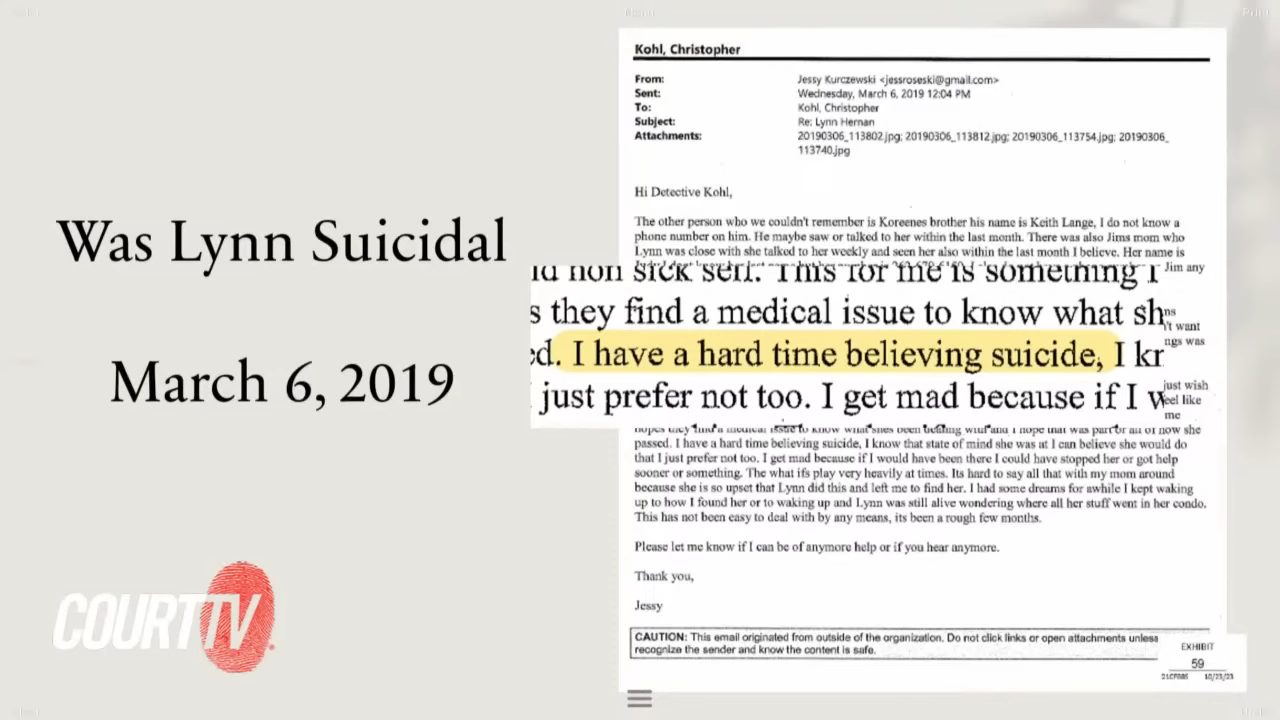 Was Lynn Suicidal
March 6, 2019
COURT TV
Kohl, Christopher
From: Jessy Kurczewski <jessroseski@gmail.com>
Sent: Wednesday, March 6, 2019 12:04 PM
To: Kohl, Christopher
Subject: Re: Lynn Hernan
Attachments: 20190306_113802.jpg; 20190306_113812.jpg; 20190306_113754.jpg; 20190306_
113740.jpg
Hi Detective Kohl,
The other person who we couldn't remember is Koreenes brother his name is Keith Lange, I do not know a
phone number on him. He maybe saw or talked to her within the last month. There was also Jims mom who
Lynn was close with she talked to her weekly and seen her also within the last month I believe. Her name is
Jim any
non sick self. This for me is something I
s they find a medical issue to know what sh
't want
ngs was
ed. I have a hard time believing suicide, I kr
just prefer not too. I get mad because if I w
just wish
eel like
me
passed. I have a hard time believing suicide, I know that state of mind she was at I can believe she would do
that I just prefer not too. I get mad because if I would have been there I could have stopped her or got help
sooner or something. The what ifs play very heavily at times. Its hard to say all that with my mom around
because she is so upset that Lynn did this and left me to find her. I had some dreams for awhile I kept waking
up to how I found her or to waking up and Lynn was still alive wondering where all her stuff went in her condo.
This has not been easy to deal with by any means, its been a rough few months.
Please let me know if I can be of anymore help or if you hear anymore.
Thank you,
Jessy
CAUTION: This email originated from outside of the organization. Do not click links or open attachments unless
recognize the sender and know the content is safe.
EXHIBIT
59
10/23/23